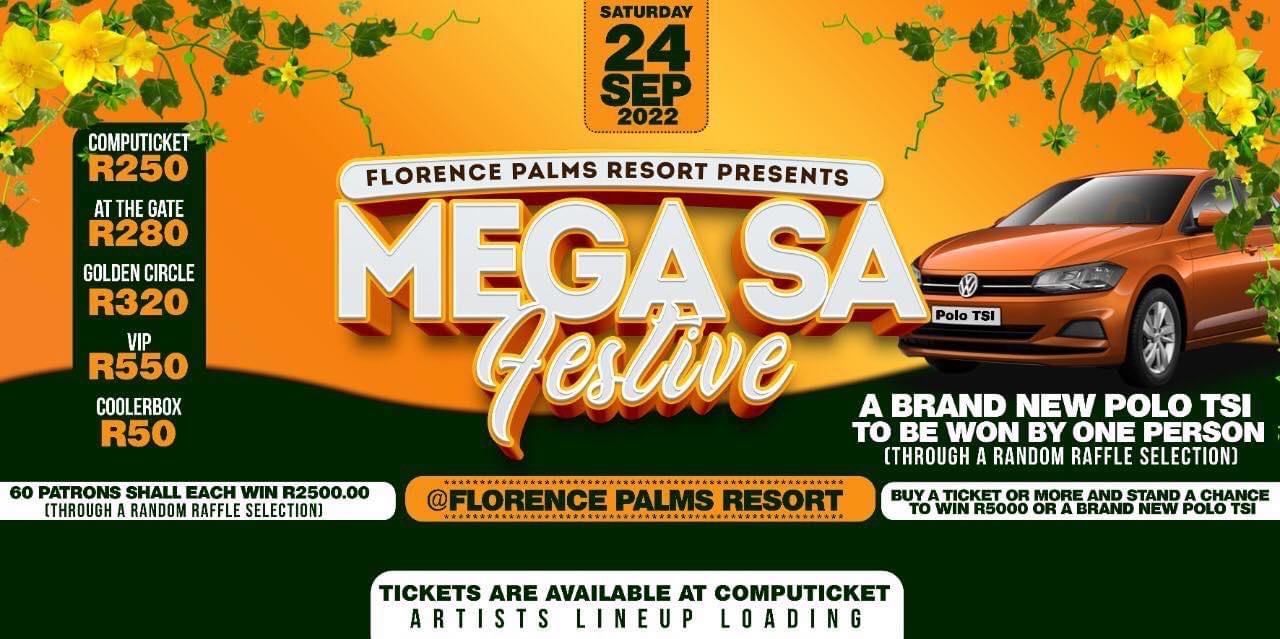 SATURDAY
24
SEP
2022
COMPUTICKET
R250
AT THE GATE
R280
GOLDEN CIRCLE
R320
VIP
R550
COOLERBOX
R50
FLORENCE PALMS RESORT PRESENTS
MEGA SA
Festive
Polo TSI
A BRAND NEW POLO TSI
TO BE WON BY ONE PERSON
(THROUGH A RANDOM RAFFLE SELECTION)
60 PATRONS SHALL EACH WIN R2500.00
(THROUGH A RANDOM RAFFLE SELECTION)
@FLORENCE PALMS RESORT
BUY A TICKET OR MORE AND STAND A CHANCE
TO WIN R5000 OR A BRAND NEW POLO TSI
TICKETS ARE AVAILABLE AT COMPUTICKET
ARTISTS LINEUP LOADING